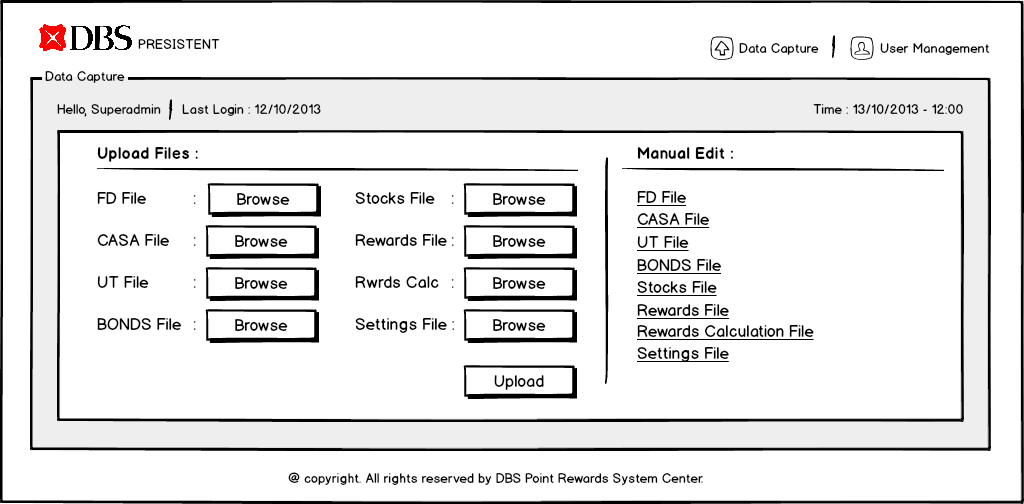 DBS PRESISTENT
Data Capture | User Management
Data Capture
Hello, Superadmin | Last Login : 12/10/2013
Time : 13/10/2013 - 12:00
Upload Files :
FD File : Browse
Stocks File : Browse
CASA File : Browse
Rewards File : Browse
UT File : Browse
Rwrds Calc : Browse
BONDS File : Browse
Settings File : Browse
Upload
Manual Edit :
FD File
CASA File
UT File
BONDS File
Stocks File
Rewards File
Rewards Calculation File
Settings File
@ copyright. All rights reserved by DBS Point Rewards System Center.